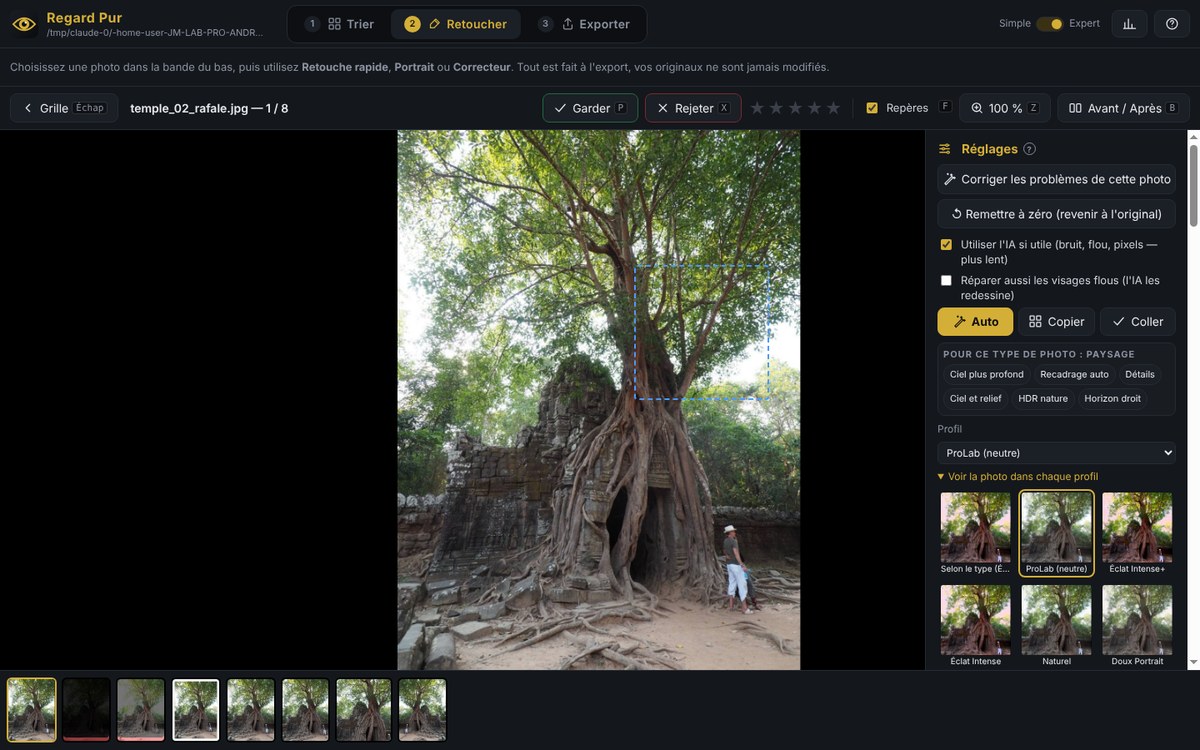 Regard Pur
/tmp/claude-0/-home-user-JM-LAB-PRO-ANDR...
1 Trier
2 Retoucher
3 Exporter
Simple Expert
Choisissez une photo dans la bande du bas, puis utilisez Retouche rapide, Portrait ou Correcteur. Tout est fait à l'export, vos originaux ne sont jamais modifiés.
Grille Échap
temple_02_rafale.jpg — 1 / 8
Garder P
Rejeter X
Repères F
100 % Z
Avant / Après B
Réglages ?
Corriger les problèmes de cette photo
Remettre à zéro (revenir à l'original)
Utiliser l'IA si utile (bruit, flou, pixels —
plus lent)
Réparer aussi les visages flous (l'IA les
redessine)
Auto Copier Coller
POUR CE TYPE DE PHOTO : PAYSAGE
Ciel plus profond Recadrage auto Détails
Ciel et relief HDR nature Horizon droit
Profil
ProLab (neutre)
▼ Voir la photo dans chaque profil
Selon le type (É... ProLab (neutre) Éclat Intense+
Éclat Intense Naturel Doux Portrait